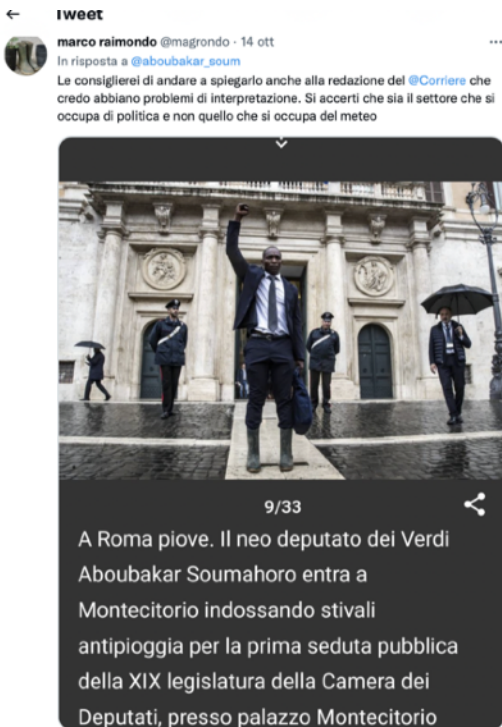 Tweet
marco raimondo @magrondo · 14 ott
In risposta a @aboubakar_soum
Le consiglierei di andare a spiegarlo anche alla redazione del @Corriere che
credo abbiano problemi di interpretazione. Si accerti che sia il settore che si
occupa di politica e non quello che si occupa del meteo
9/33
A Roma piove. Il neo deputato dei Verdi
Aboubakar Soumahoro entra a
Montecitorio indossando stivali
antipioggia per la prima seduta pubblica
della XIX legislatura della Camera dei
Deputati, presso palazzo Montecitorio